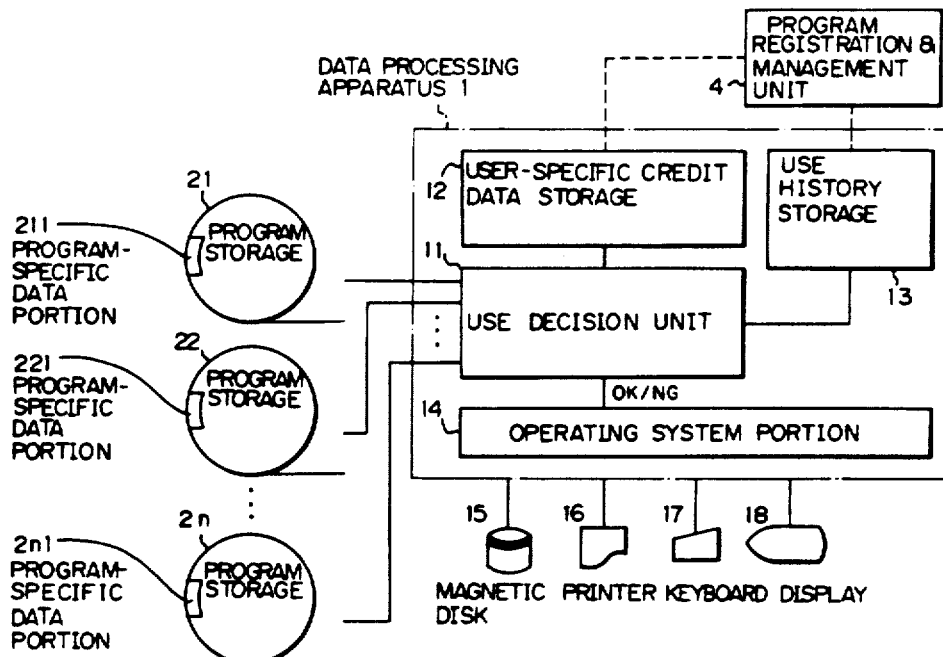 PROGRAM
REGISTRATION &
MANAGEMENT
UNIT
4
DATA PROCESSING
APPARATUS 1
12
USER-SPECIFIC CREDIT
DATA STORAGE
USE
HISTORY
STORAGE
13
21
PROGRAM
STORAGE
211
PROGRAM-
SPECIFIC
DATA
PORTION
11
USE DECISION UNIT
22
PROGRAM
STORAGE
221
PROGRAM-
SPECIFIC
DATA
PORTION
OK/NG
14
OPERATING SYSTEM PORTION
2n
PROGRAM
STORAGE
2n1
PROGRAM-
SPECIFIC
DATA
PORTION
15
16
17
18
MAGNETIC
DISK
PRINTER
KEYBOARD
DISPLAY